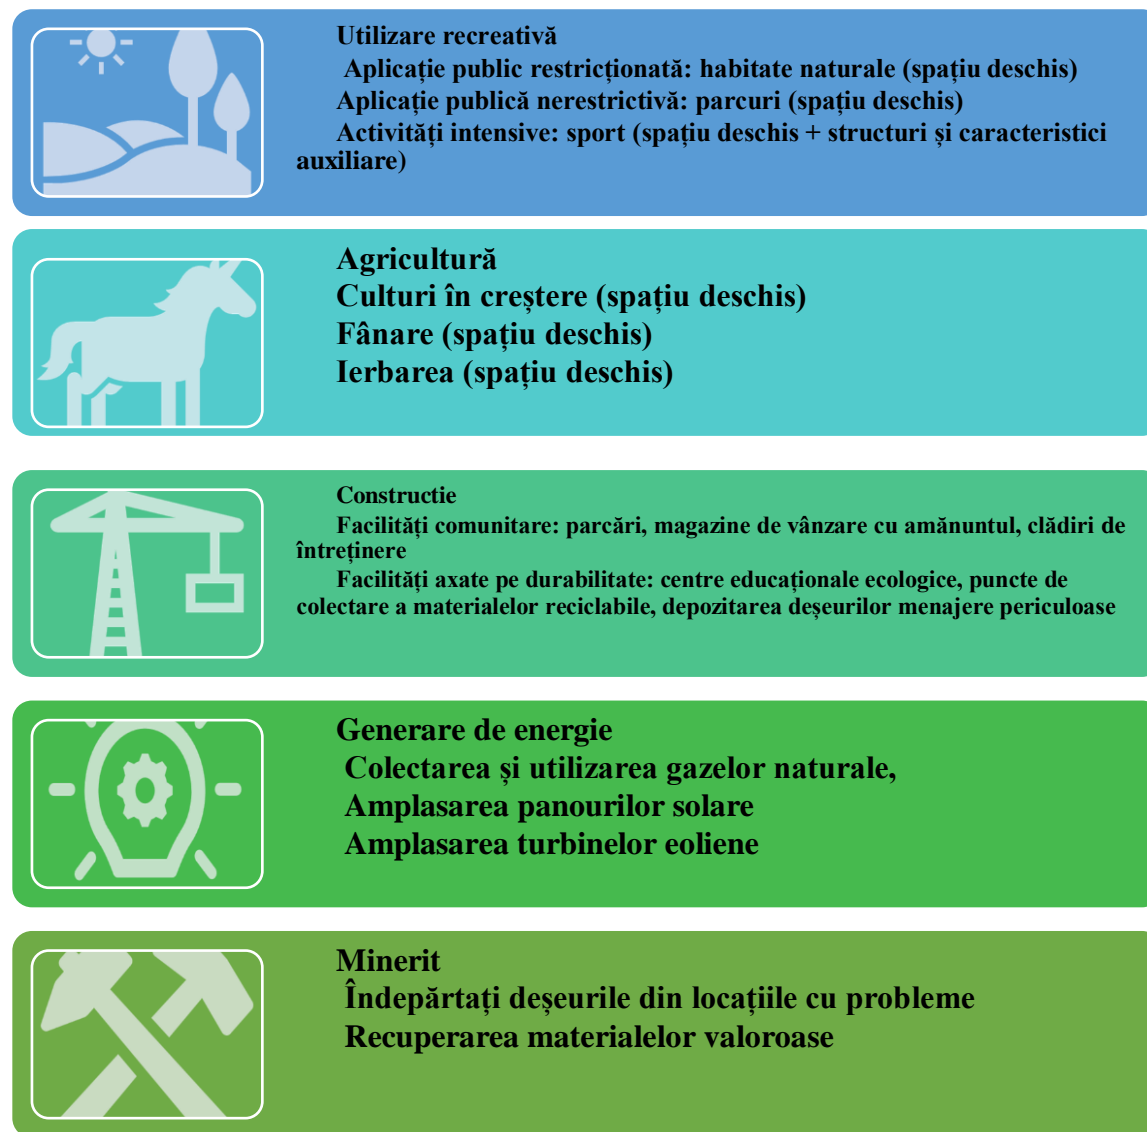 Utilizare recreativă
Aplicație public restricționată: habitate naturale (spațiu deschis)
Aplicație publică nerestrictivă: parcuri (spațiu deschis)
Activități intensive: sport (spațiu deschis + structuri și caracteristici
auxiliare)
Agricultură
Culturi în creștere (spațiu deschis)
Fânare (spațiu deschis)
Ierbarea (spațiu deschis)
Constructie
Facilități comunitare: parcări, magazine de vânzare cu amănuntul, clădiri de
întreținere
Facilități axate pe durabilitate: centre educaționale ecologice, puncte de
colectare a materialelor reciclabile, depozitarea deșeurilor menajere periculoase
Generare de energie
Colectarea și utilizarea gazelor naturale,
Amplasarea panourilor solare
Amplasarea turbinelor eoliene
Minerit
Îndepărtați deșeurile din locațiile cu probleme
Recuperarea materialelor valoroase